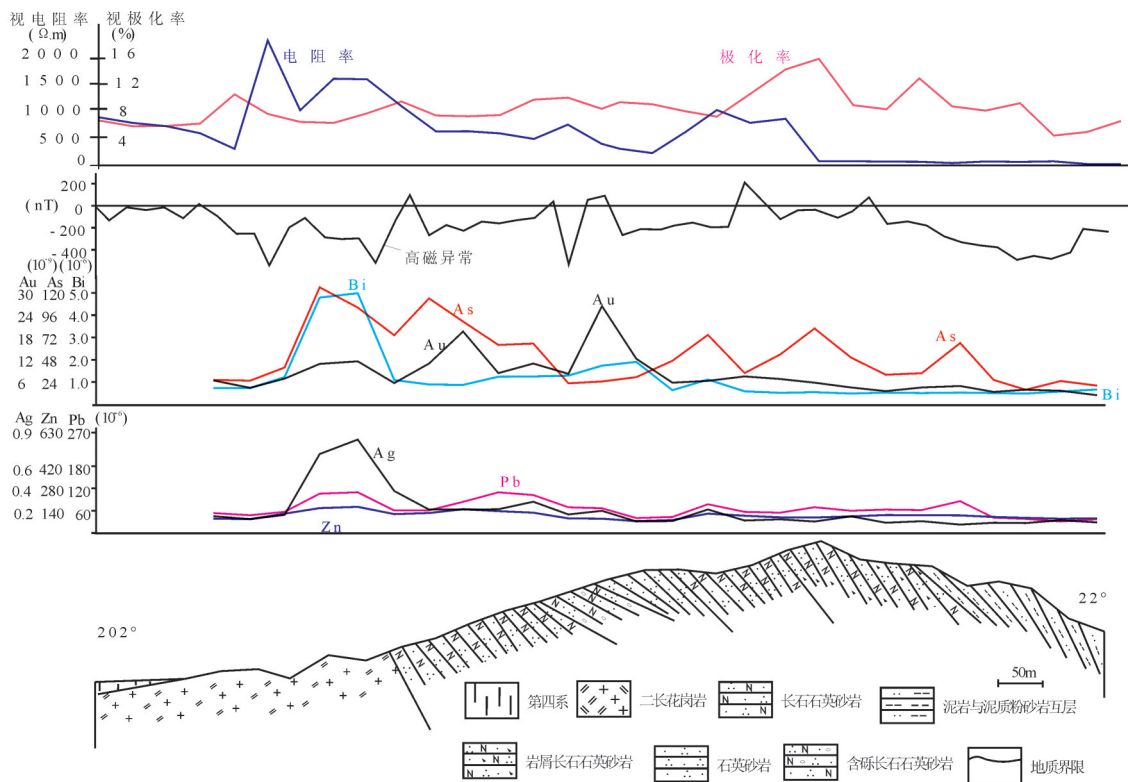 视电阻率 视极化率
(Ω.m) (%)
2000 16
1500 12
1000 8
500 4
0
电阻率
极化率
200
(nT) 0
-200
-400
高磁异常
(10⁻⁹)(10⁻⁶)
Au As Bi
30 120 5.0
24 96 4.0
18 72 3.0
12 48 2.0
6 24 1.0
Bi
As
Au
Au
As
Bi
Ag Zn Pb (10⁻⁶)
0.9 630 270
0.6 420 180
0.4 280 120
0.2 140 60
Ag
Pb
Zn
202°
22°
50m
第四系
二长花岗岩
长石石英砂岩
泥岩与泥质粉砂岩互层
岩屑长石石英砂岩
石英砂岩
含砾长石石英砂岩
地质界限